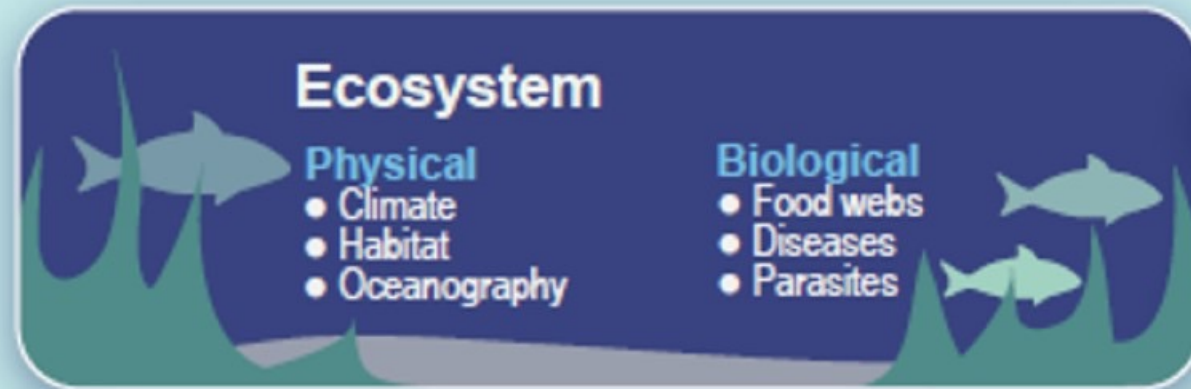 Ecosystem
Physical
● Climate
● Habitat
● Oceanography
Biological
● Food webs
● Diseases
● Parasites